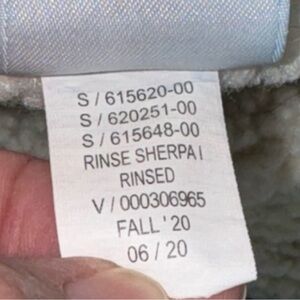 S / 615620-00
S / 620251-00
S / 615648-00
RINSE SHERPA I
RINSED
V / 000306965
FALL ' 20
06 / 20